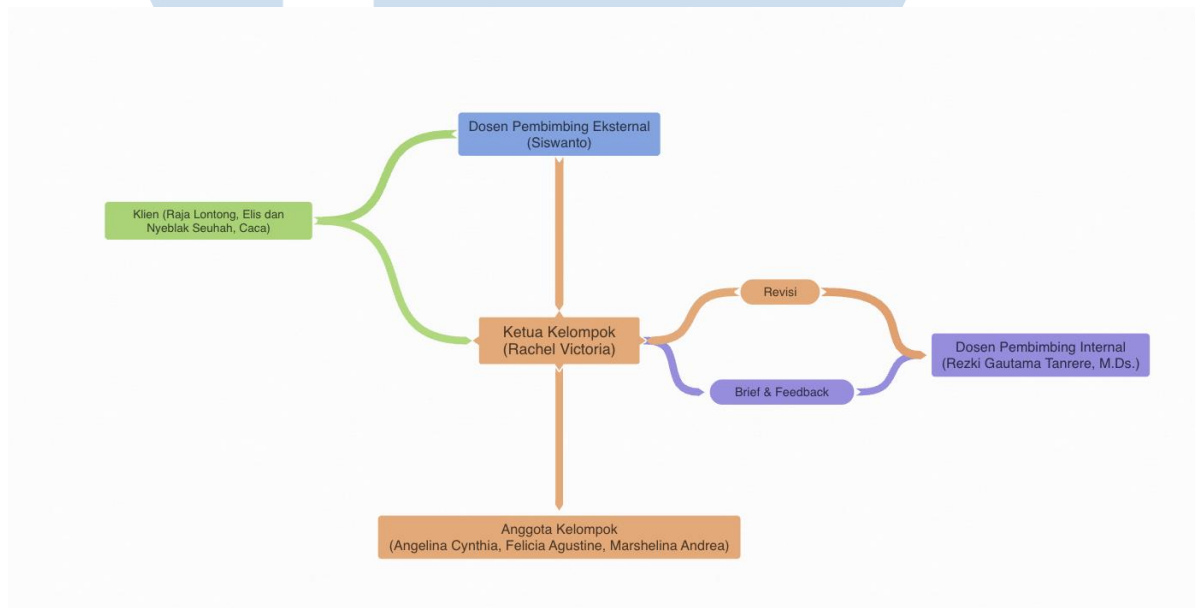 Dosen Pembimbing Eksternal
(Siswanto)
Klien (Raja Lontong, Elis dan
Nyeblak Seuhah, Caca)
Revisi
Ketua Kelompok
(Rachel Victoria)
Dosen Pembimbing Internal
(Rezki Gautama Tanrere, M.Ds.)
Brief & Feedback
Anggota Kelompok
(Angelina Cynthia, Felicia Agustine, Marshelina Andrea)